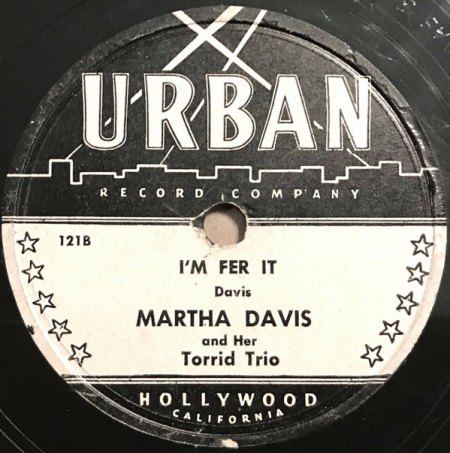 URBAN
RECORD COMPANY
121B
I'M FER IT
Davis
MARTHA DAVIS
and Her
Torrid Trio
HOLLYWOOD
CALIFORNIA